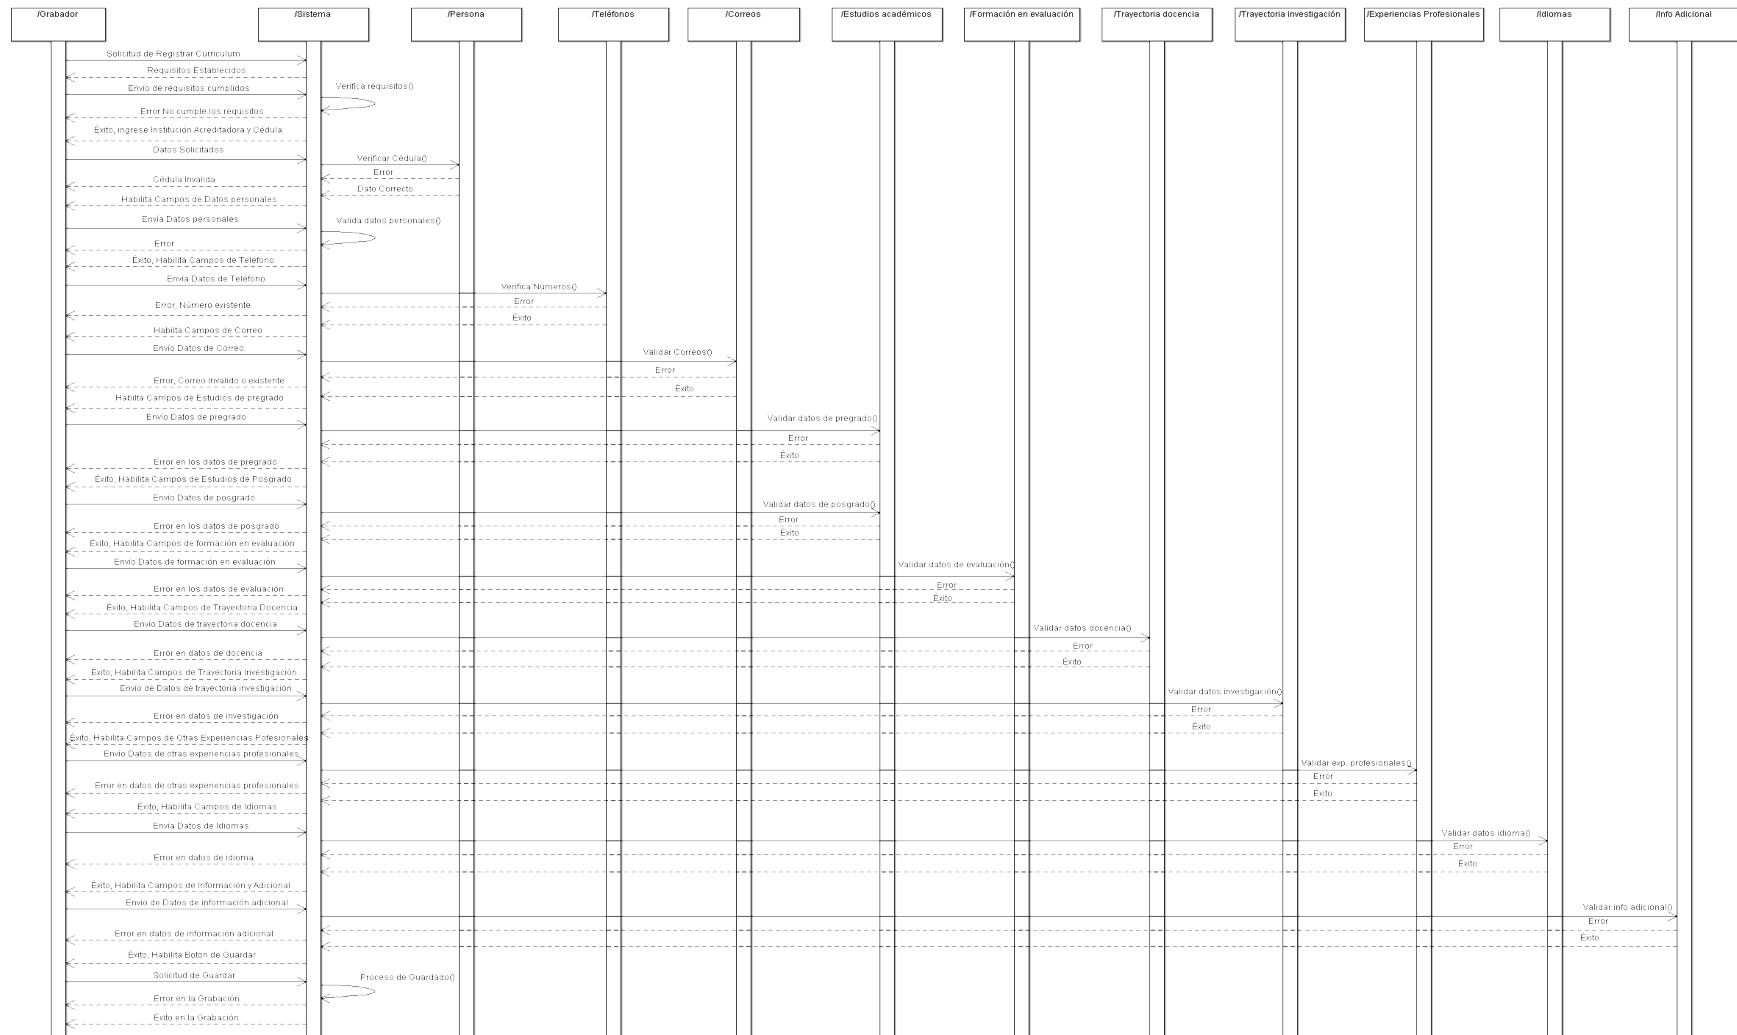 /Grabador
/Sistema
/Persona
/Teléfonos
/Correos
/Estudios académicos
/Formación en evaluación
/Trayectoria docencia
/Trayectoria investigación
/Experiencias Profesionales
/Idiomas
/Info Adicional
Solicitud de Registrar Curriculum
Requisitos Establecidos
Envío de requisitos cumplidos
Verifica requisitos()
Error No cumple los requisitos
Éxito, ingrese Institución Acreditadora y Cédula
Datos Solicitados
Verificar Cédula()
Error
Cédula Invalida
Dato Correcto
Habilita Campos de Datos personales
Envía Datos personales
Valida datos personales()
Error
Éxito, Habilita Campos de Teléfono
Envía Datos de Teléfono
Verifica Números()
Error
Error, Número existente
Éxito
Habilta Campos de Correo
Envío Datos de Correo
Validar Correos()
Error
Error, Correo Invalido o existente
Éxito
Habilta Campos de Estudios de pregrado
Envío Datos de pregrado
Validar datos de pregrado()
Error
Éxito
Error en los datos de pregrado
Éxito, Habilita Campos de Estudios de Posgrado
Envío Datos de posgrado
Validar datos de posgrado()
Error
Error en los datos de posgrado
Éxito
Éxito, Habilita Campos de formación en evaluación
Envío Datos de formación en evaluación
Validar datos de evaluación()
Error
Error en los datos de evaluación
Éxito
Éxito, Habilita Campos de Trayectoria Docencia
Envío Datos de trayectoria docencia
Validar datos docencia()
Error
Error en datos de docencia
Éxito
Éxito, Habilita Campos de Trayectoria Investigación
Envío de Datos de trayectoria investigación
Validar datos investigación()
Error
Error en datos de investigación
Éxito
Éxito, Habilita Campos de Otras Experiencias Pofesionales
Envío Datos de otras experiencias profesionales
Validar exp. profesionales()
Error
Error en datos de otras experiencias profesionales
Éxito
Éxito, Habilita Campos de Idiomas
Envía Datos de Idiomas
Validar datos idioma()
Error
Error en datos de idioma
Éxito
Éxito, Habilita Campos de Información y Adicional
Envío de Datos de información adicional
Validar info adicional()
Error
Error en datos de información adicional
Éxito
Éxito, Habilita Boton de Guardar
Solicitud de Guardar
Proceso de Guardado()
Error en la Grabación
Éxito en la Grabación